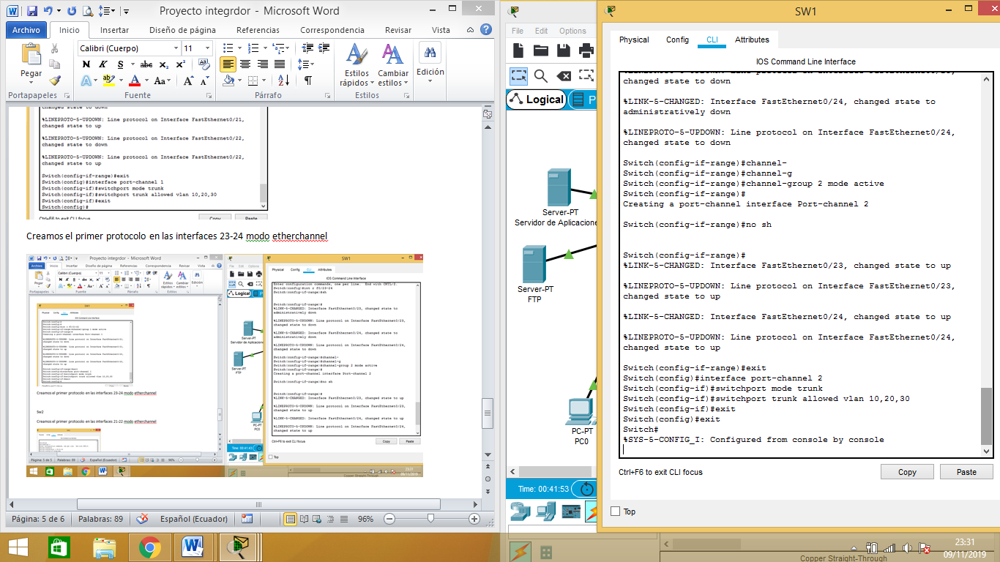 Proyecto integrdor - Microsoft Word
Archivo Inicio Insertar Diseño de página Referencias Correspondencia Revisar Vista
Calibri (Cuerpo) 11
Pegar
Estilos rápidos
Cambiar estilos
Edición
Portapapeles Fuente Párrafo Estilos
changed state to down
%LINEPROTO-5-UPDOWN: Line protocol on Interface FastEthernet0/21,
changed state to up
%LINEPROTO-5-UPDOWN: Line protocol on Interface FastEthernet0/22,
changed state to down
%LINEPROTO-5-UPDOWN: Line protocol on Interface FastEthernet0/22,
changed state to up
Switch(config-if-range)#exit
Switch(config)#interface port-channel 1
Switch(config-if)#switchport mode trunk
Switch(config-if)#switchport trunk allowed vlan 10,20,30
Switch(config-if)#exit
Switch(config)#
Ctrl+F6 to exit CLI focus Copy Paste
Creamos el primer protocolo en las interfaces 23-24 modo etherchannel
Proyecto integrdor - Microsoft Word
SW1
Physical Config CLI Attributes
IOS Command Line Interface
Enter configuration commands, one per line. End with CNTL/Z.
Switch(config)#int r f0/23-24
Switch(config-if-range)#sh
Switch(config-if-range)#
%LINK-5-CHANGED: Interface FastEthernet0/23, changed state to
administratively down
%LINEPROTO-5-UPDOWN: Line protocol on Interface FastEthernet0/23,
changed state to down
%LINK-5-CHANGED: Interface FastEthernet0/24, changed state to
administratively down
%LINEPROTO-5-UPDOWN: Line protocol on Interface FastEthernet0/24,
changed state to down
Switch(config-if-range)#channel-
Switch(config-if-range)#channel-g
Switch(config-if-range)#channel-group 2 mode active
Switch(config-if-range)#
Creating a port-channel interface Port-channel 2
Switch(config-if-range)#no sh
Switch(config-if-range)#
%LINK-5-CHANGED: Interface FastEthernet0/23, changed state to up
%LINEPROTO-5-UPDOWN: Line protocol on Interface FastEthernet0/23,
changed state to up
%LINK-5-CHANGED: Interface FastEthernet0/24, changed state to up
%LINEPROTO-5-UPDOWN: Line protocol on Interface FastEthernet0/24,
changed state to up
Ctrl+F6 to exit CLI focus Copy Paste
Top
Logical
Server-PT
Servidor de Aplicacione
Server-PT
FTP
PC-PT
PC0
Time: 00:41:43
Creamos el primer protocolo en las interfaces 23-24 modo etherchannel
Sw2
Creamos el primer protocolo en las interfaces 21-22 modo etherchannel
Copper Straight-Through
23:31
09/11/2019
Página: 5 de 6 Palabras: 89 Español (Ecuador) 96%
File Edit Options
Logical P
Server-PT
Servidor de Aplicacione
Server-PT
FTP
PC-PT
PC0
Time: 00:41:53
SW1
Physical Config CLI Attributes
IOS Command Line Interface
changed state to down
%LINK-5-CHANGED: Interface FastEthernet0/24, changed state to
administratively down
%LINEPROTO-5-UPDOWN: Line protocol on Interface FastEthernet0/24,
changed state to down
Switch(config-if-range)#channel-
Switch(config-if-range)#channel-g
Switch(config-if-range)#channel-group 2 mode active
Switch(config-if-range)#
Creating a port-channel interface Port-channel 2
Switch(config-if-range)#no sh
Switch(config-if-range)#
%LINK-5-CHANGED: Interface FastEthernet0/23, changed state to up
%LINEPROTO-5-UPDOWN: Line protocol on Interface FastEthernet0/23,
changed state to up
%LINK-5-CHANGED: Interface FastEthernet0/24, changed state to up
%LINEPROTO-5-UPDOWN: Line protocol on Interface FastEthernet0/24,
changed state to up
Switch(config-if-range)#exit
Switch(config)#interface port-channel 2
Switch(config-if)#switchport mode trunk
Switch(config-if)#switchport trunk allowed vlan 10,20,30
Switch(config-if)#exit
Switch(config)#exit
Switch#
%SYS-5-CONFIG_I: Configured from console by console
Ctrl+F6 to exit CLI focus Copy Paste
Top
Copper Straight-Through
23:31
09/11/2019